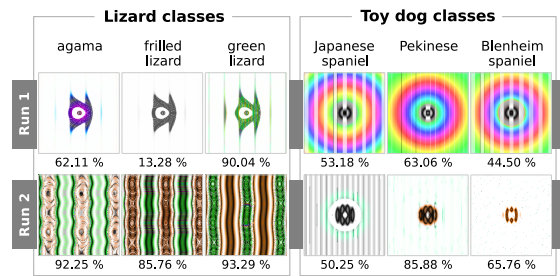 Lizard classes
Toy dog classes
agama
frilled
lizard
green
lizard
Japanese
spaniel
Pekinese
Blenheim
spaniel
Run 1
62.11 %
13.28 %
90.04 %
53.18 %
63.06 %
44.50 %
Run 2
92.25 %
85.76 %
93.29 %
50.25 %
85.88 %
65.76 %